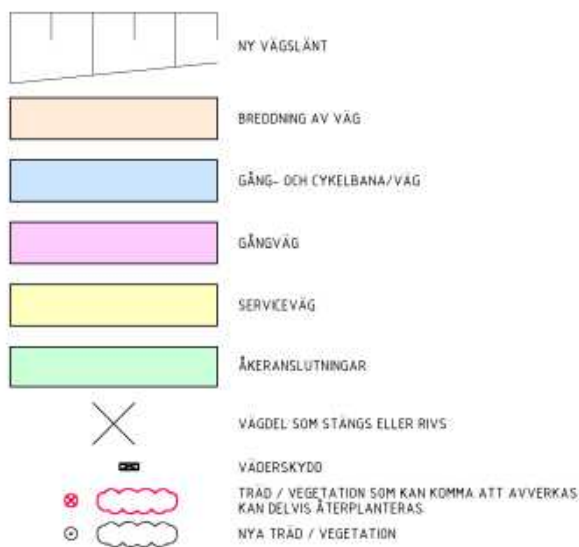 NY VÄGSLÄNT
BREDDNING AV VÄG
GÅNG- OCH CYKELBANA/VÄG
GÅNGVÄG
SERVICEVÄG
ÅKERANSLUTNINGAR
VÄGDEL SOM STÄNGS ELLER RIVS
VÄDERSKYDD
TRÄD / VEGETATION SOM KAN KOMMA ATT AVVERKAS
KAN DELVIS ÅTERPLANTERAS
NYA TRÄD / VEGETATION